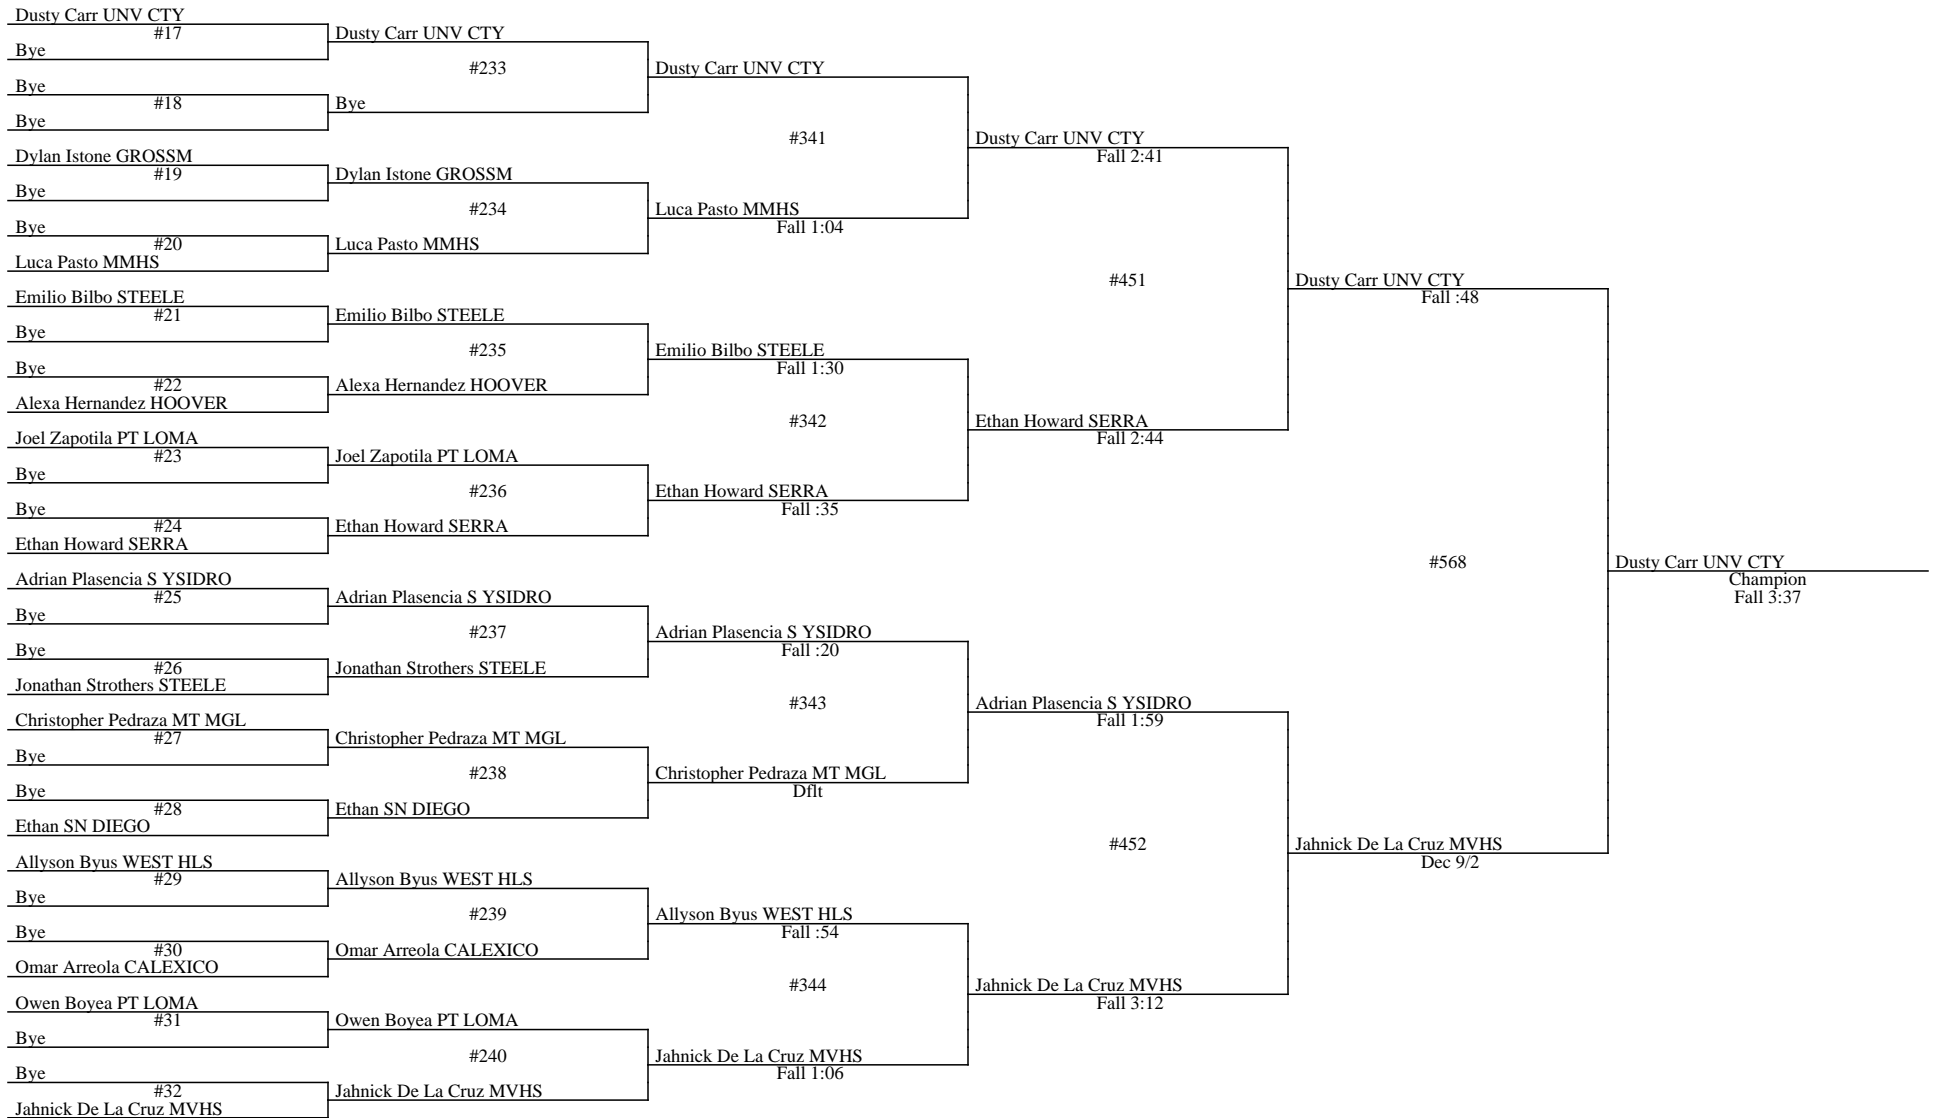 Dusty Carr UNV CTY
#17
Bye
Bye
#18
Bye
Dylan Istone GROSSM
#19
Bye
Bye
#20
Luca Pasto MMHS
Emilio Bilbo STEELE
#21
Bye
Bye
#22
Alexa Hernandez HOOVER
Joel Zapotila PT LOMA
#23
Bye
Bye
#24
Ethan Howard SERRA
Adrian Plasencia S YSIDRO
#25
Bye
Bye
#26
Jonathan Strothers STEELE
Christopher Pedraza MT MGL
#27
Bye
Bye
#28
Ethan SN DIEGO
Allyson Byus WEST HLS
#29
Bye
Bye
#30
Omar Arreola CALEXICO
Owen Boyea PT LOMA
#31
Bye
Bye
#32
Jahnick De La Cruz MVHS
Dusty Carr UNV CTY
#233
Bye
Dylan Istone GROSSM
#234
Luca Pasto MMHS
Emilio Bilbo STEELE
#235
Alexa Hernandez HOOVER
Joel Zapotila PT LOMA
#236
Ethan Howard SERRA
Adrian Plasencia S YSIDRO
#237
Jonathan Strothers STEELE
Christopher Pedraza MT MGL
#238
Ethan SN DIEGO
Allyson Byus WEST HLS
#239
Omar Arreola CALEXICO
Owen Boyea PT LOMA
#240
Jahnick De La Cruz MVHS
Dusty Carr UNV CTY
#341
Luca Pasto MMHS
Fall 1:04
Emilio Bilbo STEELE
Fall 1:30
#342
Ethan Howard SERRA
Fall :35
Adrian Plasencia S YSIDRO
Fall :20
#343
Christopher Pedraza MT MGL
Dflt
Allyson Byus WEST HLS
Fall :54
#344
Jahnick De La Cruz MVHS
Fall 1:06
Dusty Carr UNV CTY
Fall 2:41
#451
Ethan Howard SERRA
Fall 2:44
Adrian Plasencia S YSIDRO
Fall 1:59
#452
Jahnick De La Cruz MVHS
Fall 3:12
Dusty Carr UNV CTY
Fall :48
#568
Jahnick De La Cruz MVHS
Dec 9/2
Dusty Carr UNV CTY
Champion
Fall 3:37